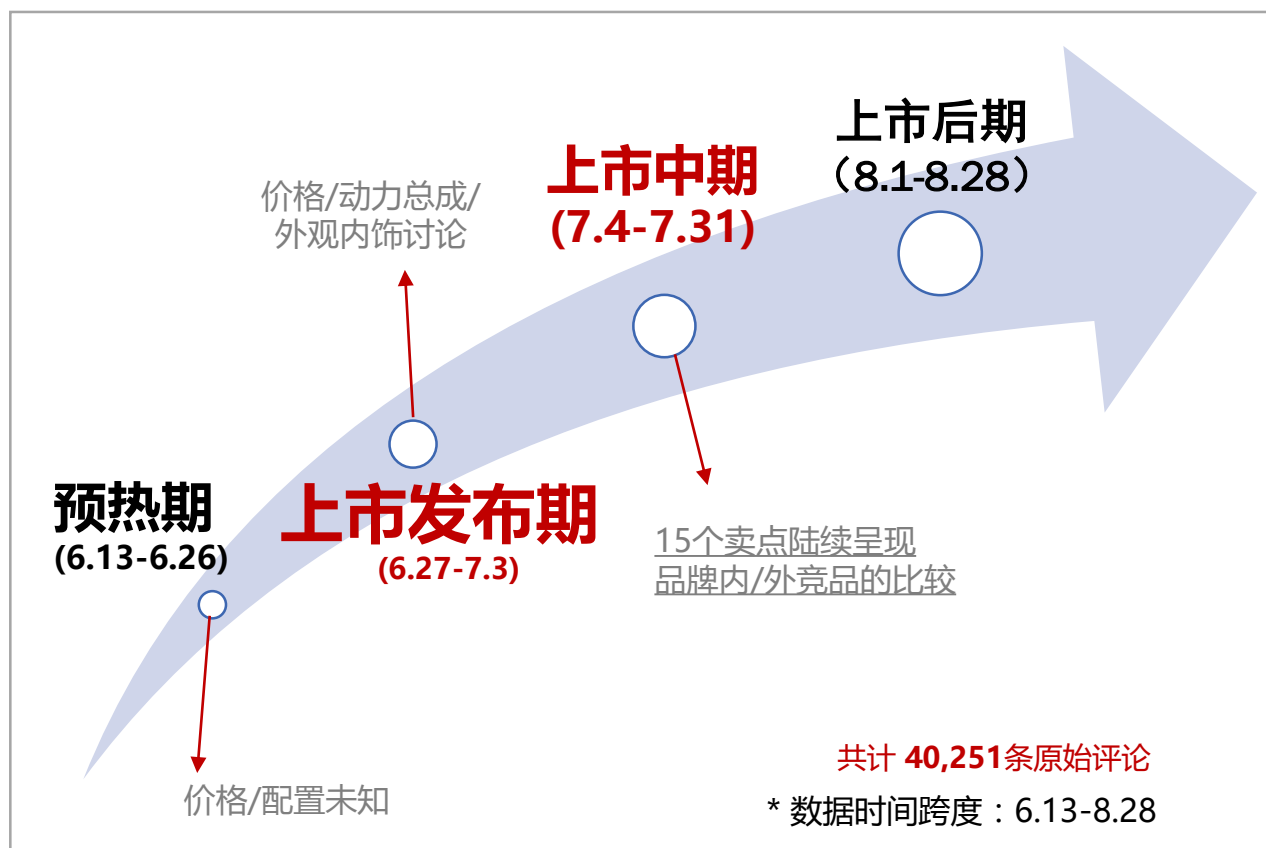 预热期
(6.13-6.26)
价格/配置未知
价格/动力总成/
外观内饰讨论
上市发布期
(6.27-7.3)
上市中期
(7.4-7.31)
15个卖点陆续呈现
品牌内/外竞品的比较
上市后期
（8.1-8.28）
共计 40,251条原始评论
* 数据时间跨度：6.13-8.28